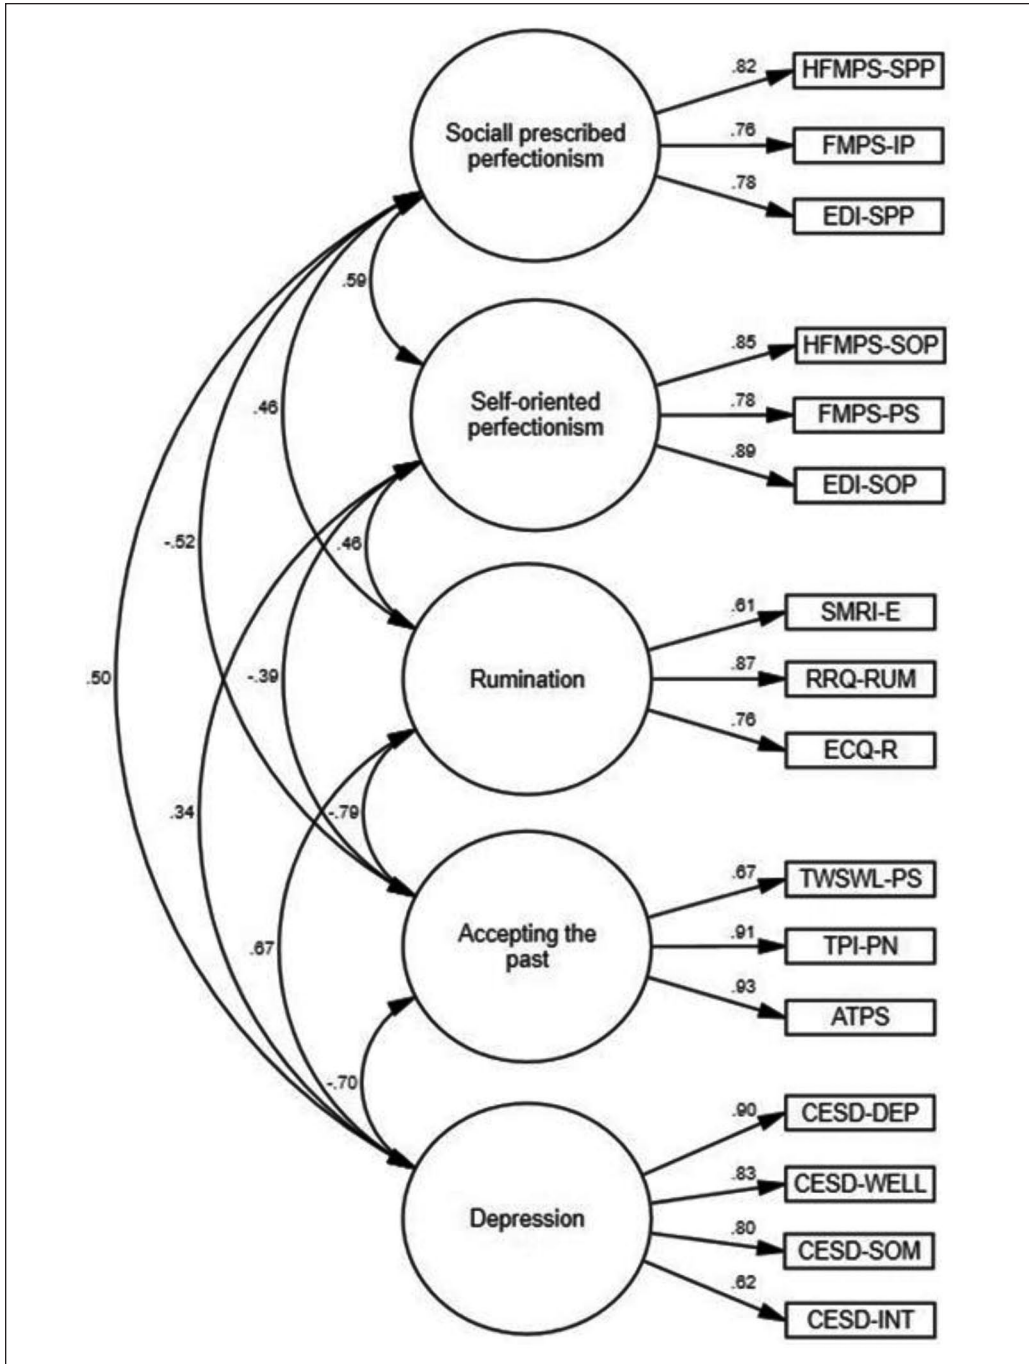 .82
HFMPS-SPP
Sociall prescribed
perfectionism
.76
FMPS-IP
.78
EDI-SPP
.59
.85
HFMPS-SOP
Self-oriented
perfectionism
.78
FMPS-PS
.89
EDI-SOP
.46
.46
-.52
.61
SMRI-E
Rumination
.87
RRQ-RUM
.76
ECQ-R
.50
-.39
.34
-.79
.67
TWSWL-PS
Accepting the
past
.91
TPI-PN
.93
ATPS
.67
-.70
.90
CESD-DEP
.83
CESD-WELL
Depression
.80
CESD-SOM
.62
CESD-INT